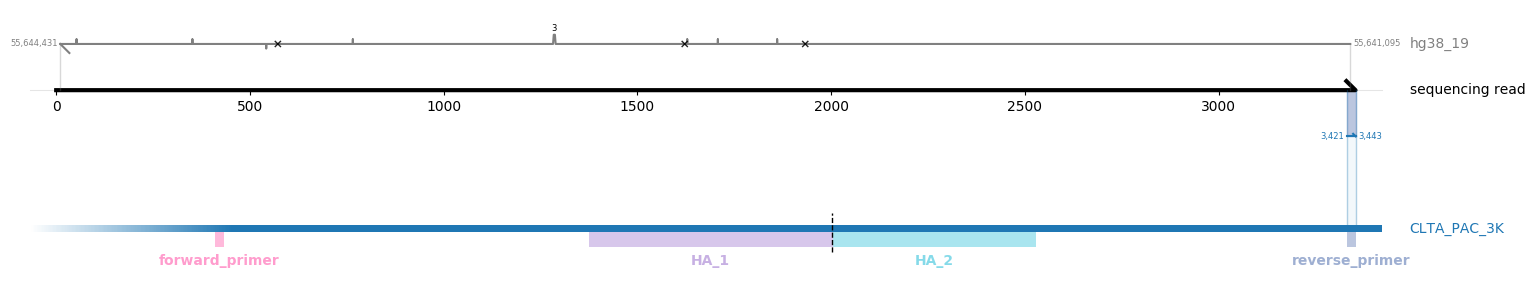 3
55,644,431 55,641,095 hg38_19
sequencing read
0 500 1000 1500 2000 2500 3000
3,421 3,443
CLTA_PAC_3K
forward_primer HA_1 HA_2 reverse_primer